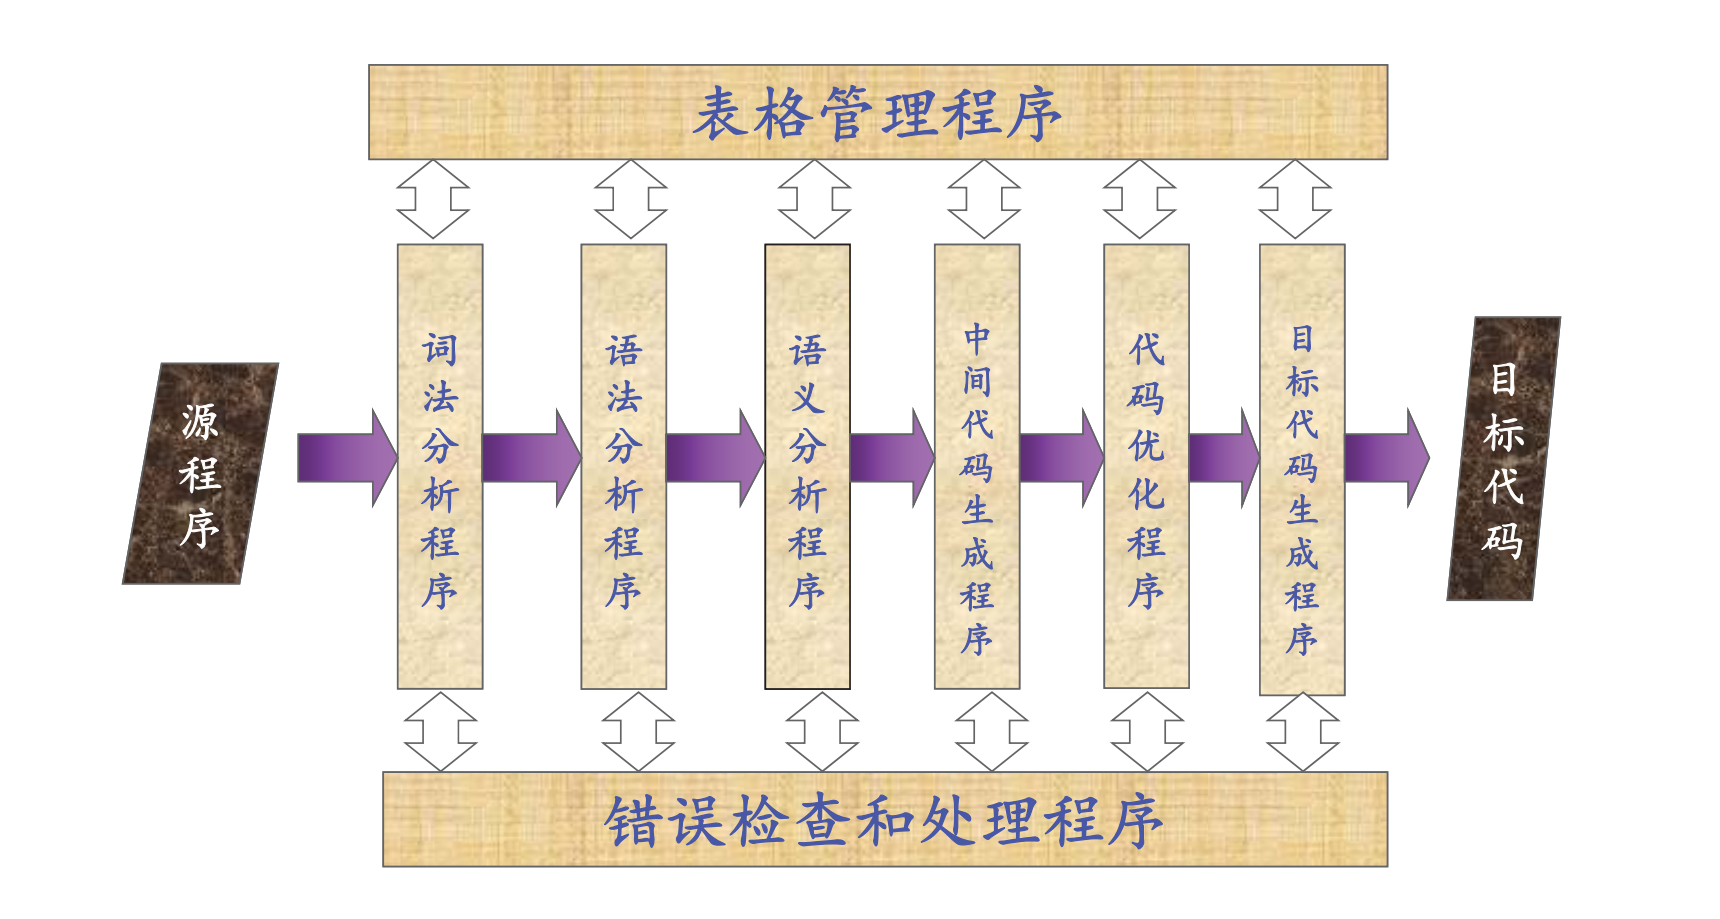 表格管理程序
源程序
词法分析程序
语法分析程序
语义分析程序
中间代码生成程序
代码优化程序
目标代码生成程序
目标代码
错误检查和处理程序